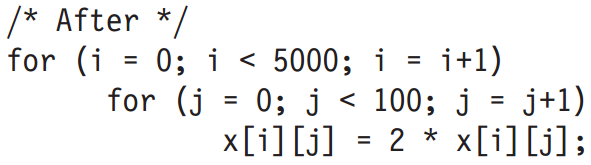 /* After */
for (i = 0; i < 5000; i = i+1)
for (j = 0; j < 100; j = j+1)
x[i][j] = 2 * x[i][j];